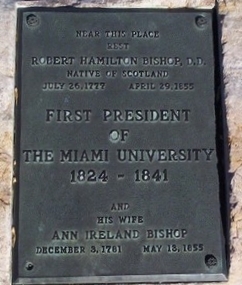 NEAR THIS PLACE
REST
ROBERT HAMILTON BISHOP, D.D.
NATIVE OF SCOTLAND
JULY 26, 1777 APRIL 29, 1855
FIRST PRESIDENT
OF
THE MIAMI UNIVERSITY
1824 - 1841
AND
HIS WIFE
ANN IRELAND BISHOP
DECEMBER 3, 1781 MAY 13, 1855